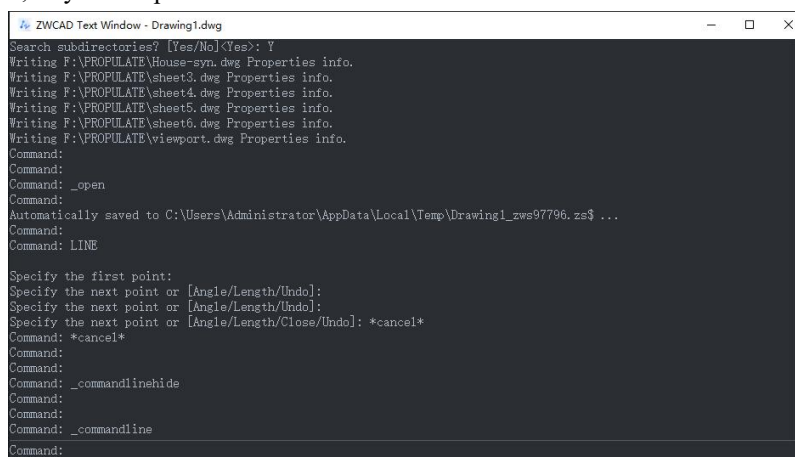 ZWCAD Text Window - Drawing1.dwg
Search subdirectories? [Yes/No]<Yes>: Y
Writing F:\PROPULATE\House-syn.dwg Properties info.
Writing F:\PROPULATE\sheet3.dwg Properties info.
Writing F:\PROPULATE\sheet4.dwg Properties info.
Writing F:\PROPULATE\sheet5.dwg Properties info.
Writing F:\PROPULATE\sheet6.dwg Properties info.
Writing F:\PROPULATE\viewport.dwg Properties info.
Command:
Command:
Command: _open
Command:
Automatically saved to C:\Users\Administrator\AppData\Local\Temp\Drawing1_zws97796.zs$ ...
Command:
Command: LINE
Specify the first point:
Specify the next point or [Angle/Length/Undo]:
Specify the next point or [Angle/Length/Undo]:
Specify the next point or [Angle/Length/Close/Undo]: *cancel*
Command: *cancel*
Command:
Command:
Command: _commandlinehide
Command:
Command:
Command: _commandline
Command: